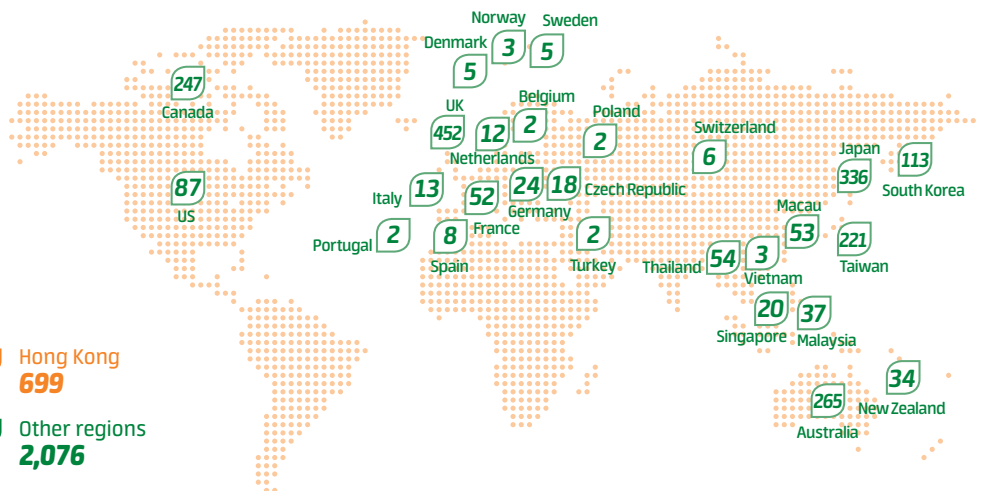 Norway
3
Sweden
5
Denmark
5
247
Canada
UK
452
12
Netherlands
Belgium
2
Poland
2
Switzerland
6
Japan
336
113
South Korea
87
US
Italy
13
52
France
24
Germany
18
Czech Republic
Portugal
2
8
Spain
2
Turkey
Macau
53
Thailand
54
3
Vietnam
221
Taiwan
20
Singapore
37
Malaysia
Hong Kong
699
34
New Zealand
265
Australia
Other regions
2,076